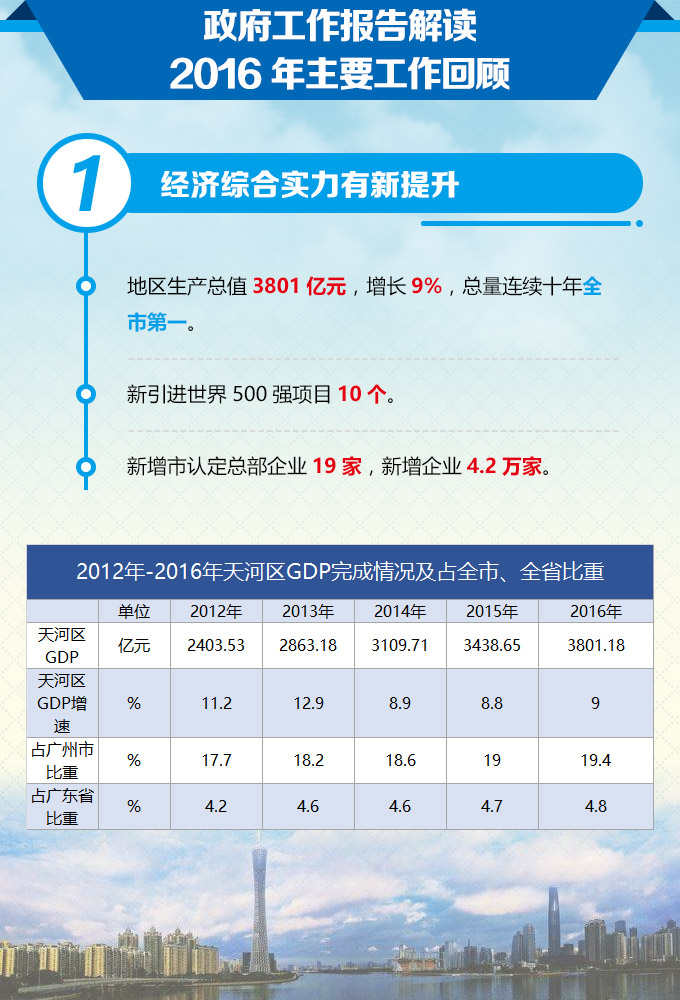 政府工作报告解读
2016 年主要工作回顾
1
经济综合实力有新提升
地区生产总值 3801 亿元，增长 9%，总量连续十年全
市第一。
新引进世界 500 强项目 10 个。
新增市认定总部企业 19 家，新增企业 4.2 万家。
2012年-2016年天河区GDP完成情况及占全市、全省比重
单位 2012年 2013年 2014年 2015年 2016年
天河区
GDP
亿元 2403.53 2863.18 3109.71 3438.65 3801.18
天河区
GDP增
速
% 11.2 12.9 8.9 8.8 9
占广州市
比重
% 17.7 18.2 18.6 19 19.4
占广东省
比重
% 4.2 4.6 4.6 4.7 4.8